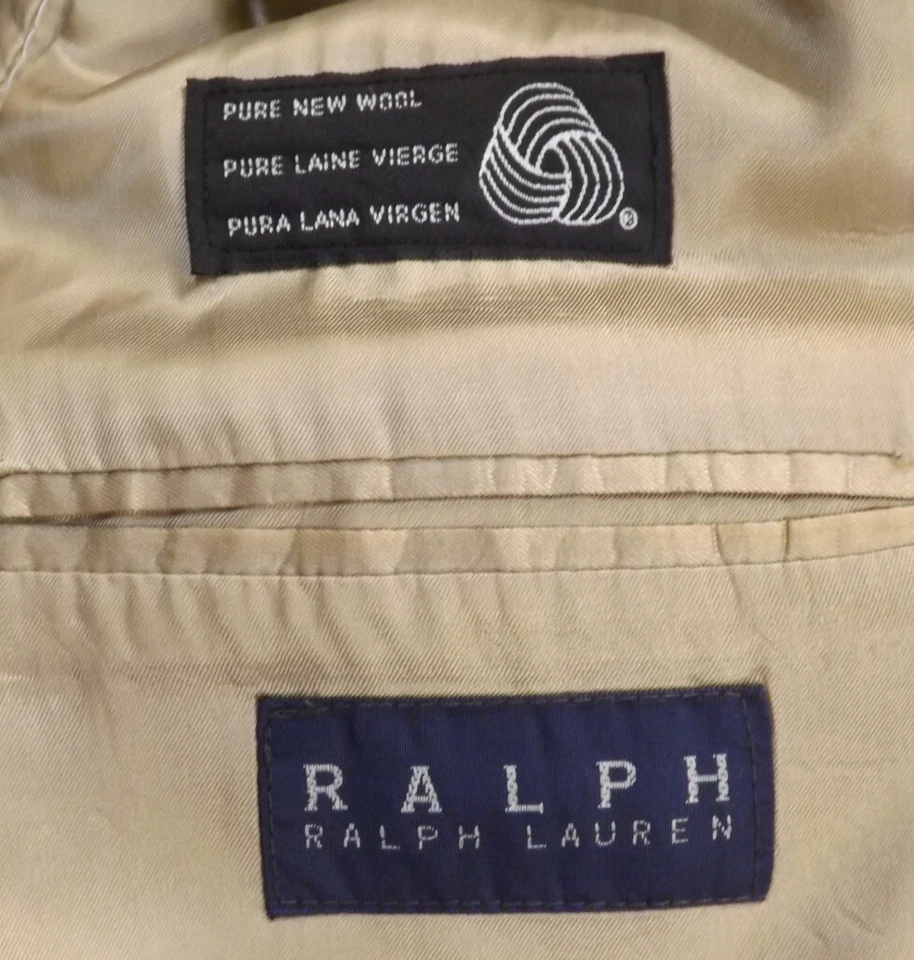 PURE NEW WOOL
PURE LAINE VIERGE
PURA LANA VIRGEN
®
RALPH
RALPH LAUREN